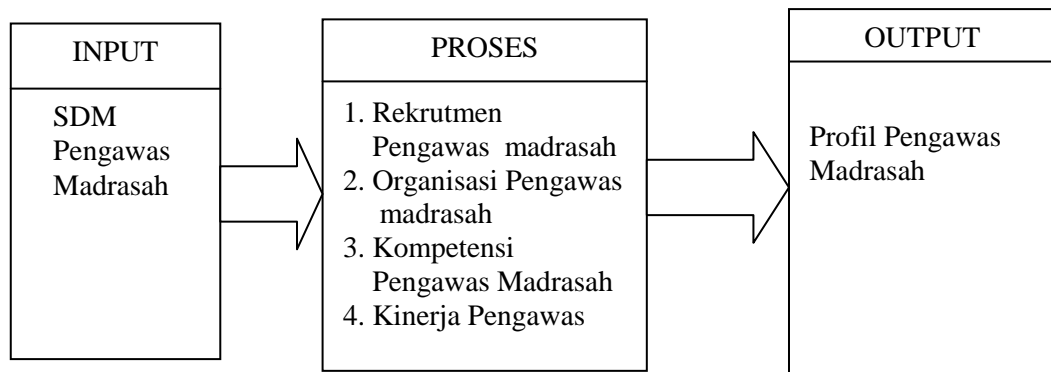 INPUT
SDM
Pengawas
Madrasah
PROSES
1. Rekrutmen
Pengawas madrasah
2. Organisasi Pengawas
madrasah
3. Kompetensi
Pengawas Madrasah
4. Kinerja Pengawas
OUTPUT
Profil Pengawas
Madrasah